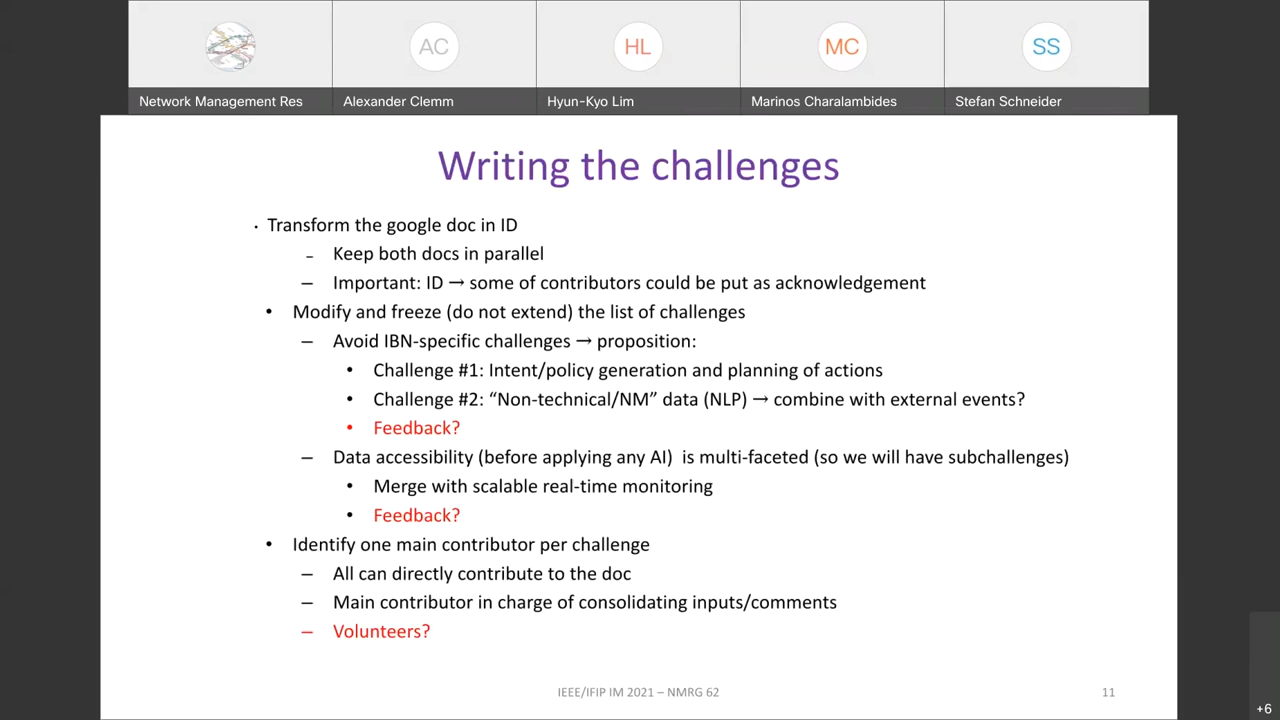 AC
HL
MC
SS
Network Management Res
Alexander Clemm
Hyun-Kyo Lim
Marinos Charalambides
Stefan Schneider
Writing the challenges
· Transform the google doc in ID
– Keep both docs in parallel
– Important: ID → some of contributors could be put as acknowledgement
• Modify and freeze (do not extend) the list of challenges
– Avoid IBN-specific challenges → proposition:
• Challenge #1: Intent/policy generation and planning of actions
• Challenge #2: “Non-technical/NM” data (NLP) → combine with external events?
• Feedback?
– Data accessibility (before applying any AI) is multi-faceted (so we will have subchallenges)
• Merge with scalable real-time monitoring
• Feedback?
• Identify one main contributor per challenge
– All can directly contribute to the doc
– Main contributor in charge of consolidating inputs/comments
– Volunteers?
IEEE/IFIP IM 2021 – NMRG 62
11
+6